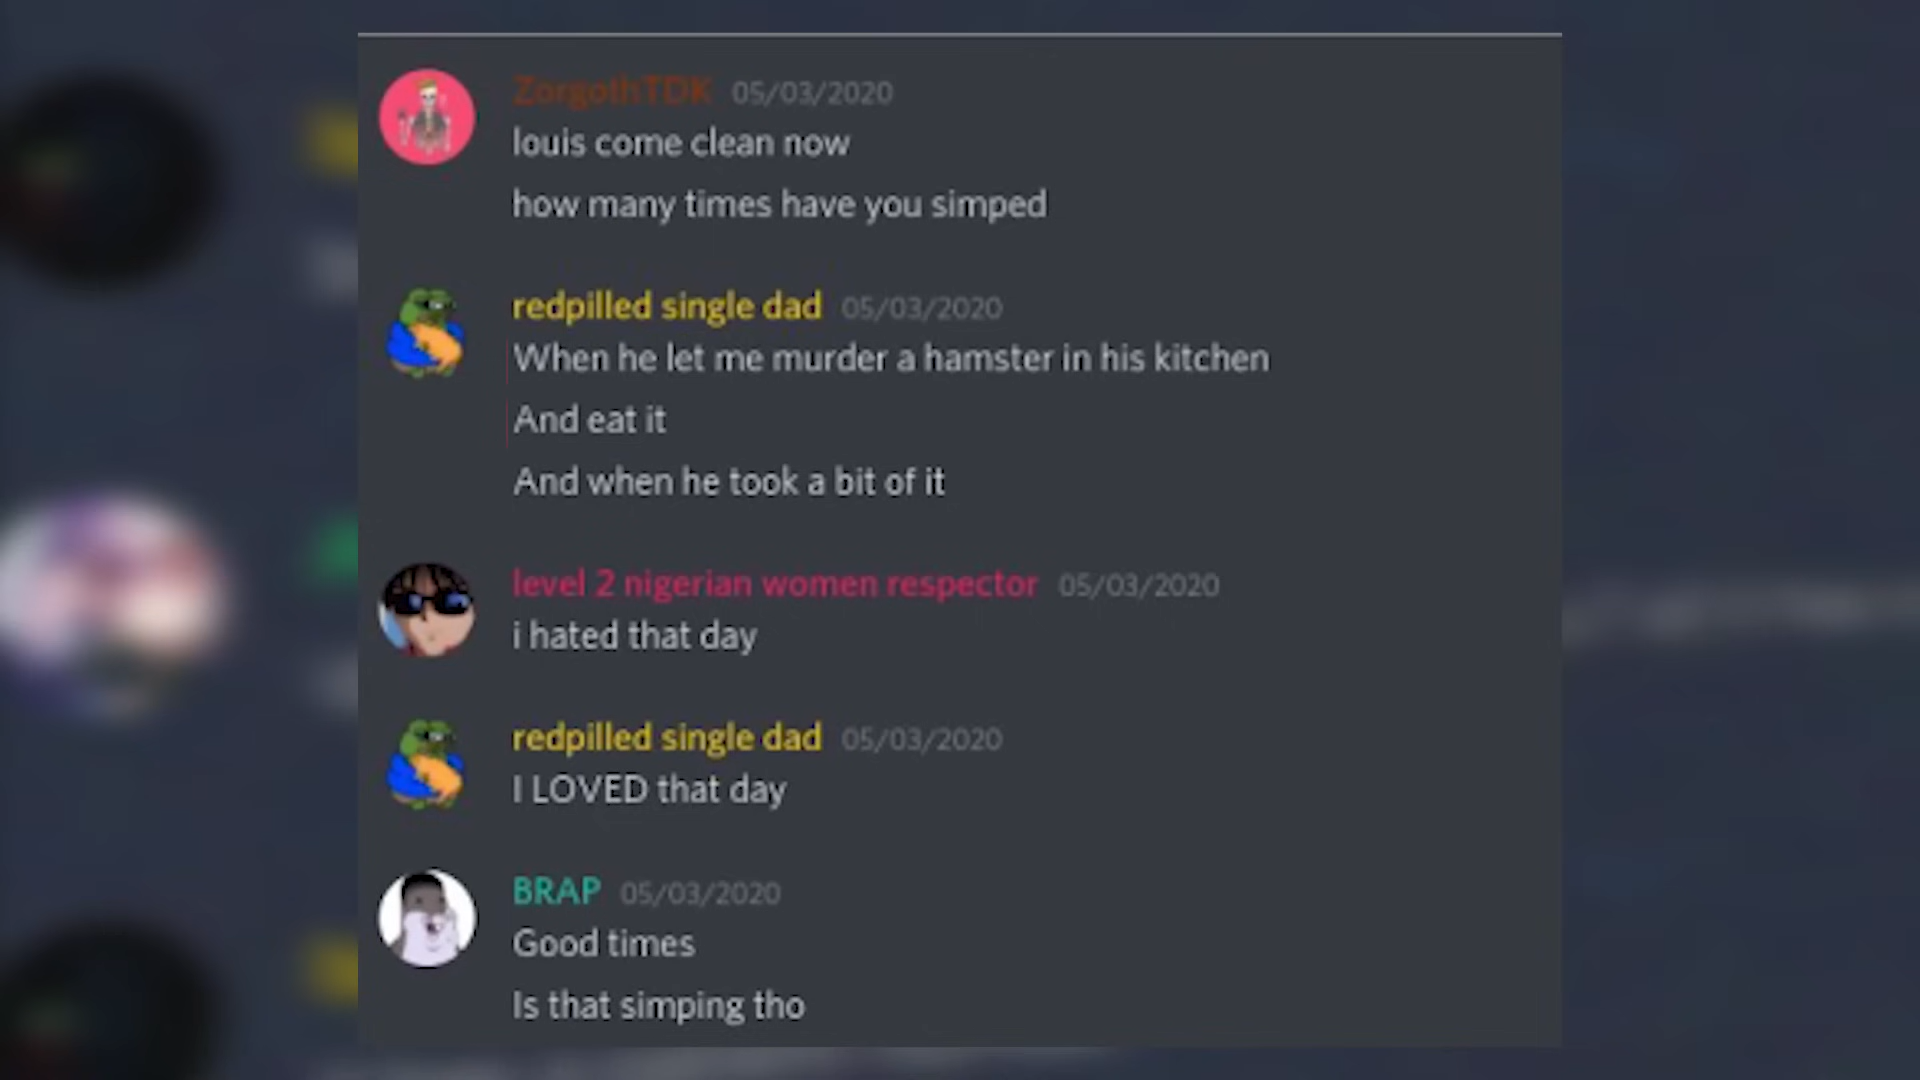 ZorgothTDK 05/03/2020
louis come clean now
how many times have you simped
redpilled single dad 05/03/2020
When he let me murder a hamster in his kitchen
And eat it
And when he took a bit of it
level 2 nigerian women respector 05/03/2020
i hated that day
redpilled single dad 05/03/2020
I LOVED that day
BRAP 05/03/2020
Good times
Is that simping tho